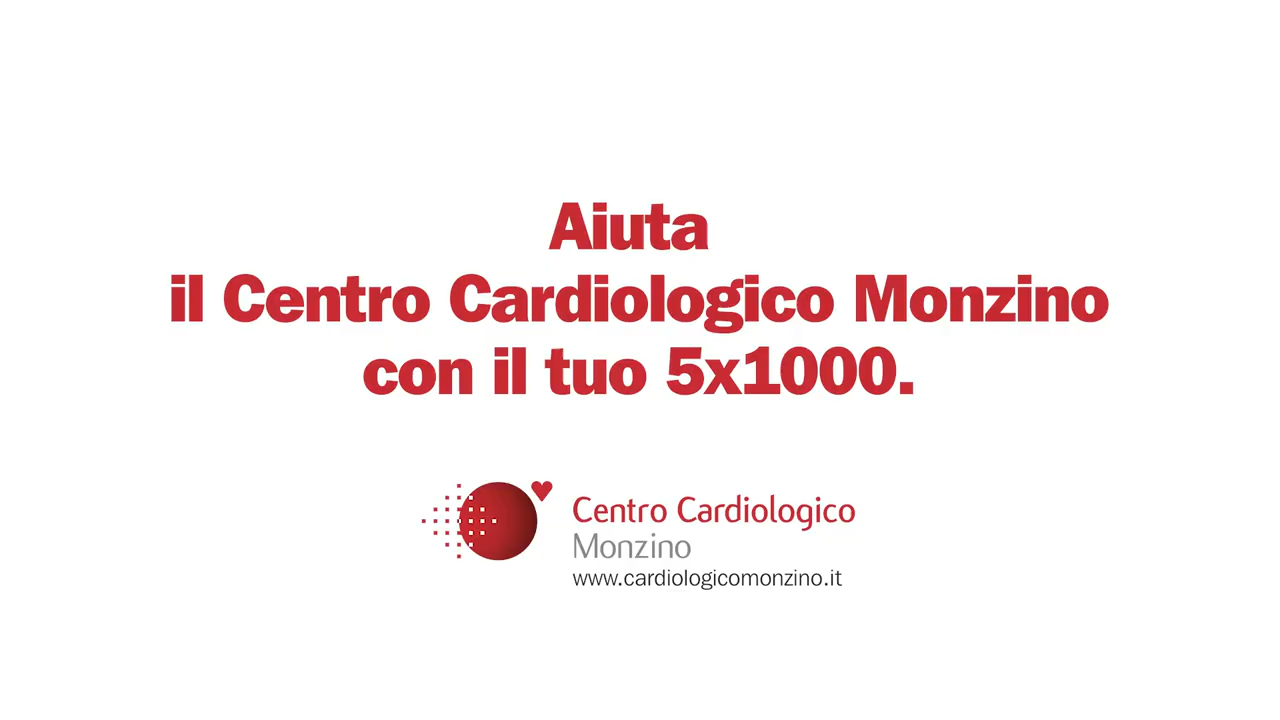 Aiuta
il Centro Cardiologico Monzino
con il tuo 5x1000.
Centro Cardiologico
Monzino
www.cardiologicomonzino.it